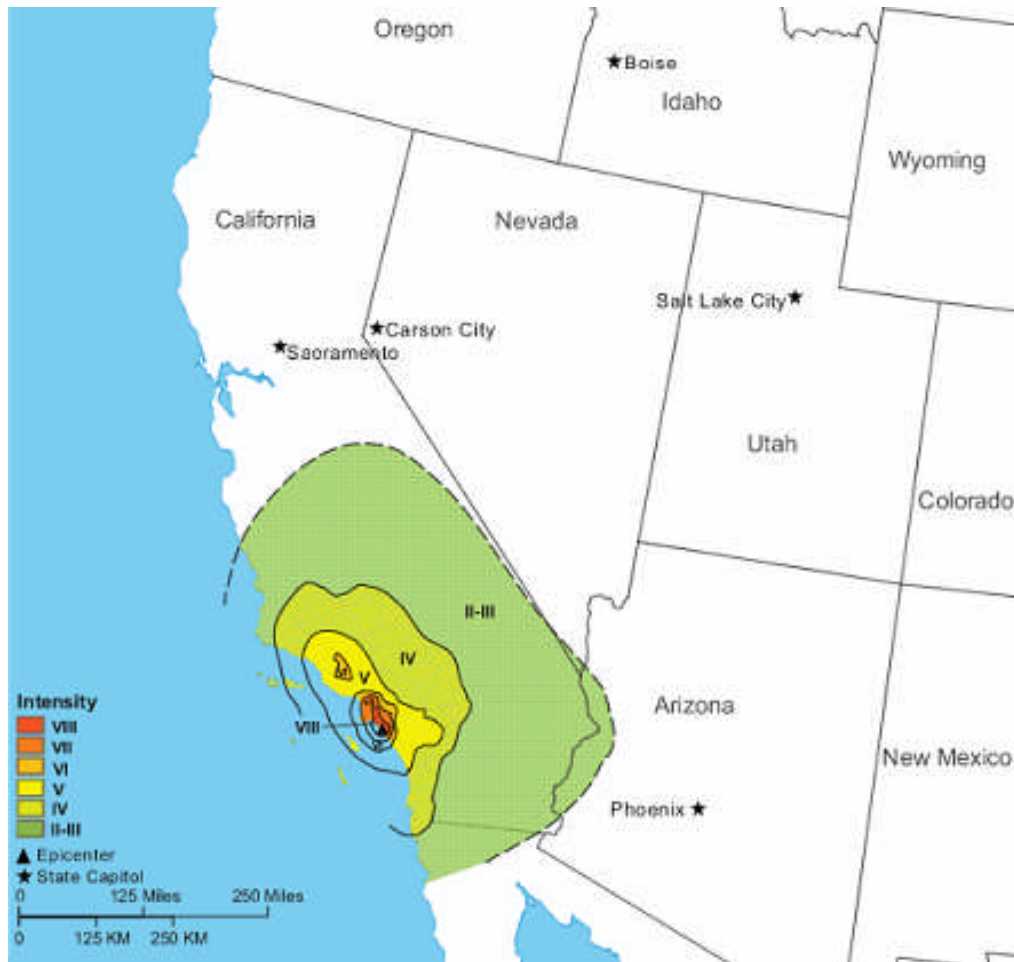 Oregon
Boise
Idaho
Wyoming
California
Nevada
Salt Lake City
Carson City
Saoramento
Utah
Colorado
II-III
IV
V
VIII
Arizona
New Mexico
Phoenix
Intensity
VIII
VII
VI
V
IV
II-III
Epicenter
State Capitol
0 125 Miles 250 Miles
0 125 KM 250 KM